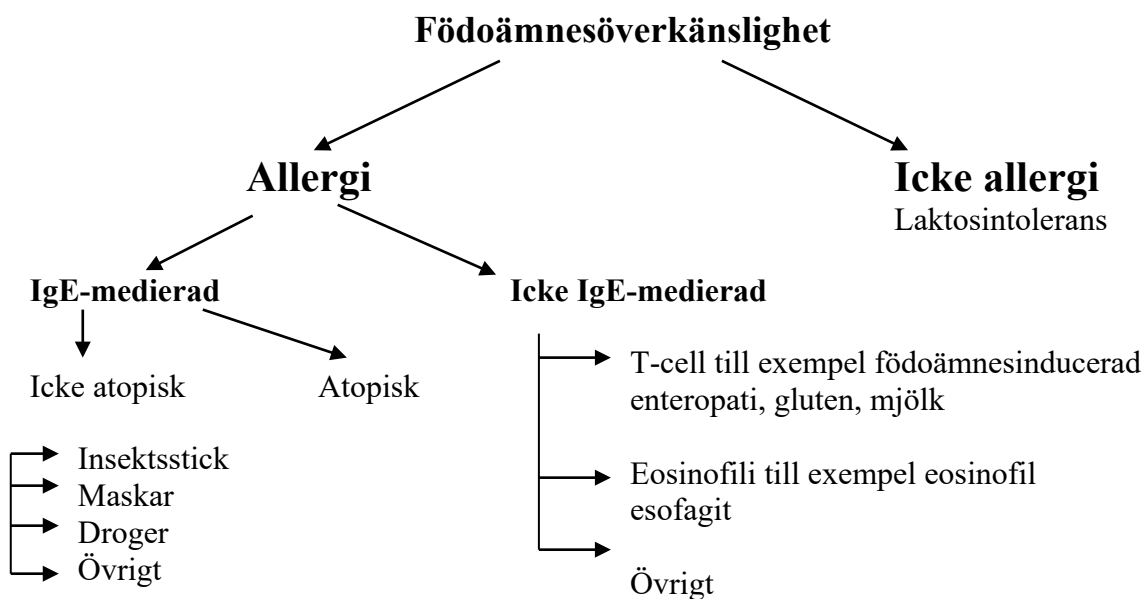 Födoämnesöverkänslighet
Allergi
Icke allergi
Laktosintolerans
IgE-medierad
Icke IgE-medierad
Icke atopisk
Atopisk
T-cell till exempel födoämnesinducerad
enteropati, gluten, mjölk
Insektsstick
Maskar
Droger
Övrigt
Eosinofili till exempel eosinofil
esofagit
Övrigt